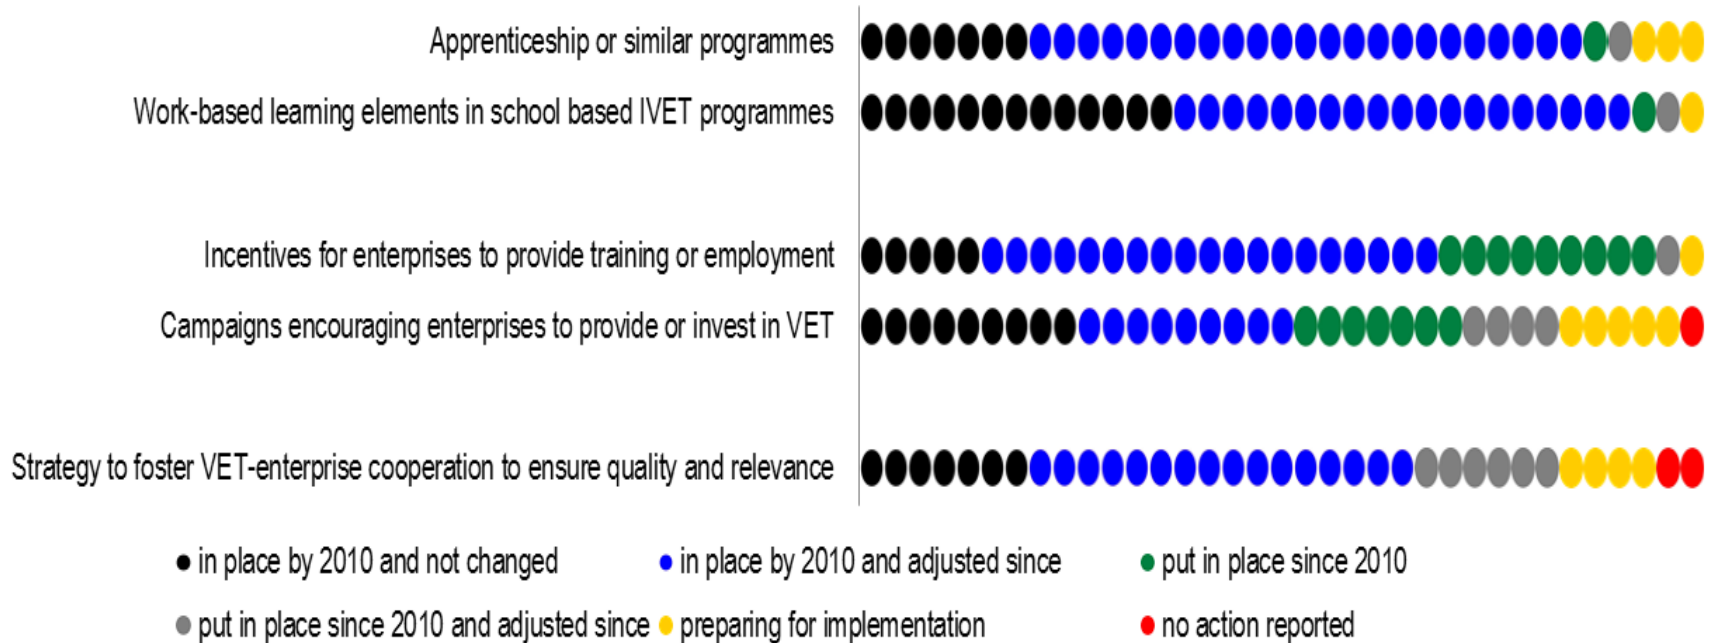 Apprenticeship or similar programmes
Work-based learning elements in school based IVET programmes
Incentives for enterprises to provide training or employment
Campaigns encouraging enterprises to provide or invest in VET
Strategy to foster VET-enterprise cooperation to ensure quality and relevance
in place by 2010 and not changed
in place by 2010 and adjusted since
put in place since 2010
put in place since 2010 and adjusted since
preparing for implementation
no action reported